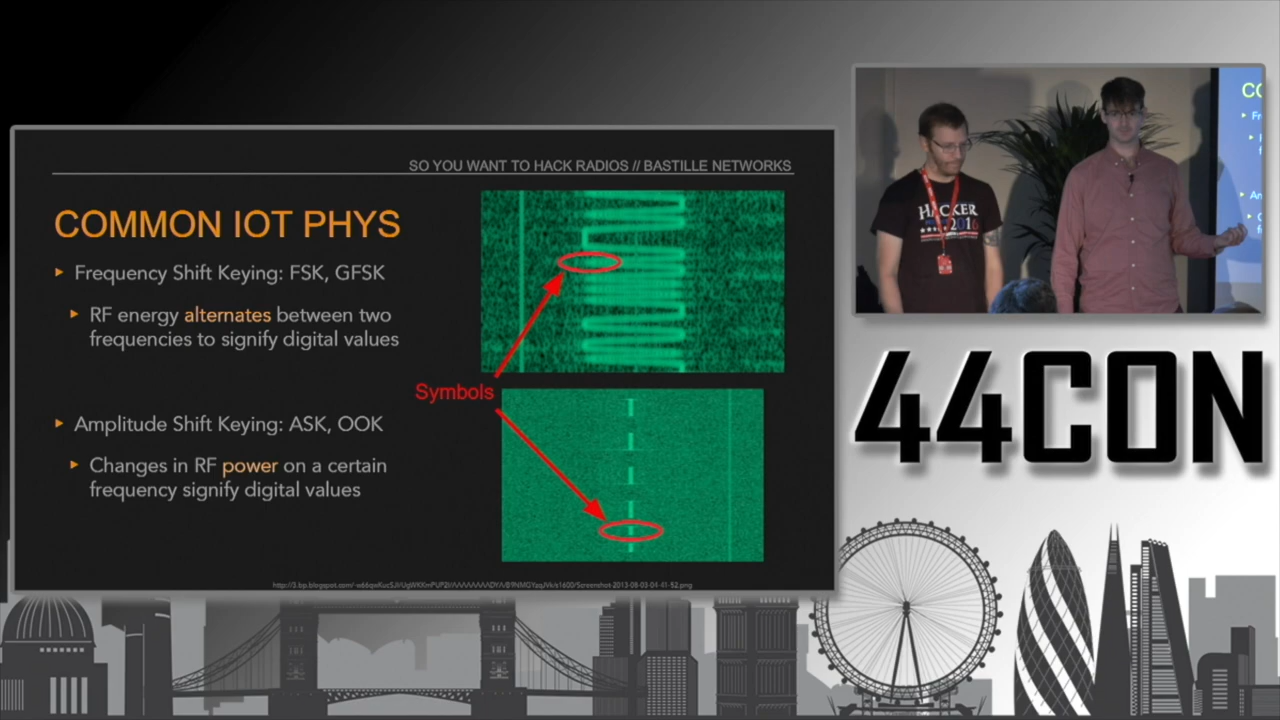 SO YOU WANT TO HACK RADIOS // BASTILLE NETWORKS
COMMON IOT PHYS
Frequency Shift Keying: FSK, GFSK
RF energy alternates between two
frequencies to signify digital values
Symbols
Amplitude Shift Keying: ASK, OOK
Changes in RF power on a certain
frequency signify digital values
HACKER
2016
44CON